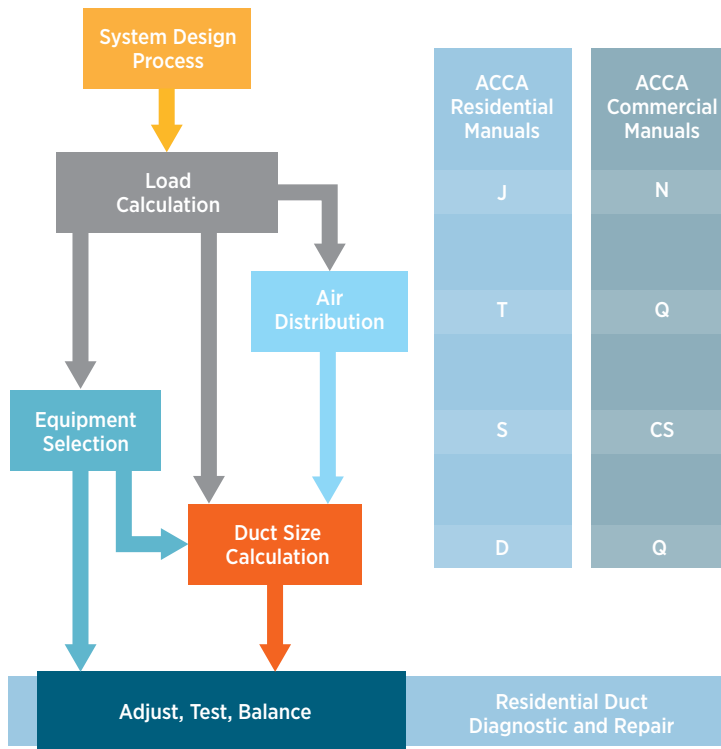 System Design
Process
ACCA
Residential
Manuals
ACCA
Commercial
Manuals
Load
Calculation
J
N
Air
Distribution
T
Q
Equipment
Selection
S
CS
Duct Size
Calculation
D
Q
Adjust, Test, Balance
Residential Duct
Diagnostic and Repair